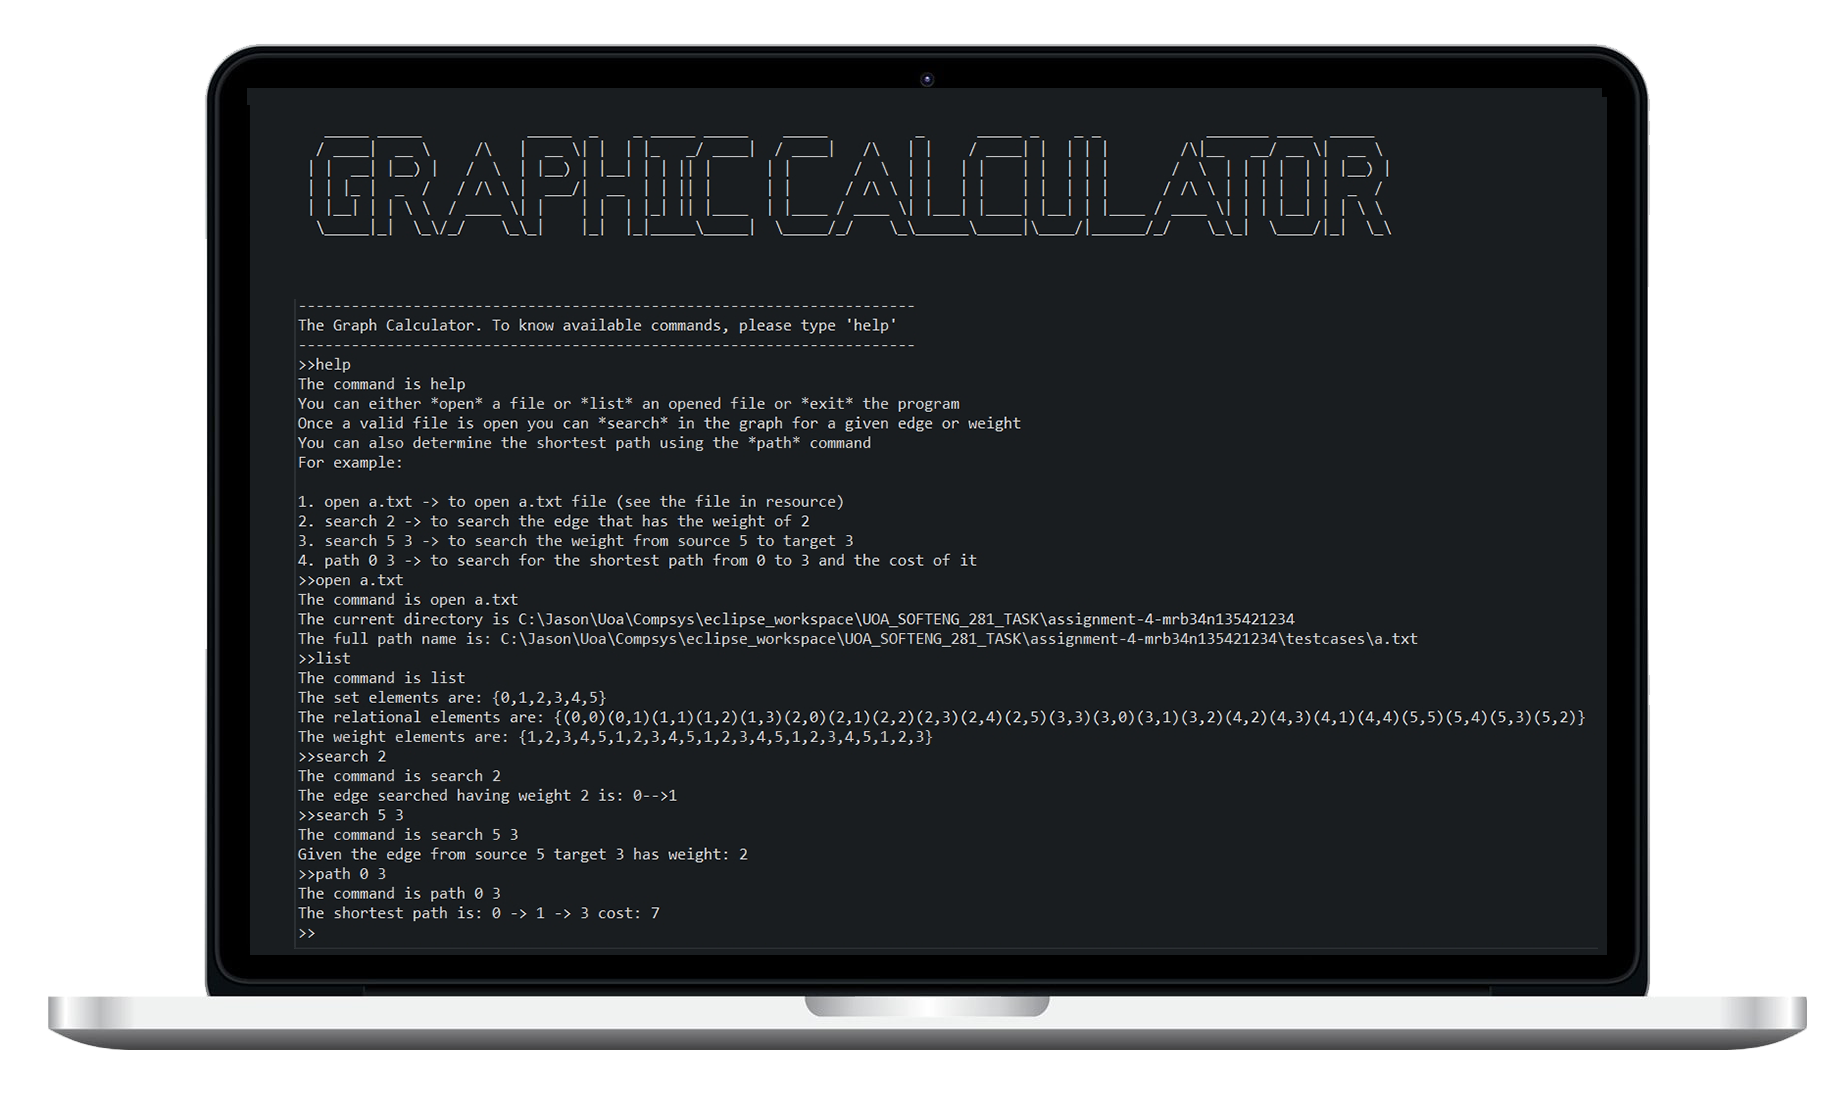 GRAPHIC CALCULATOR
----------------------------------------------------------------------
The Graph Calculator. To know available commands, please type 'help'
----------------------------------------------------------------------
>>help
The command is help
You can either *open* a file or *list* an opened file or *exit* the program
Once a valid file is open you can *search* in the graph for a given edge or weight
You can also determine the shortest path using the *path* command
For example:
1. open a.txt -> to open a.txt file (see the file in resource)
2. search 2 -> to search the edge that has the weight of 2
3. search 5 3 -> to search the weight from source 5 to target 3
4. path 0 3 -> to search for the shortest path from 0 to 3 and the cost of it
>>open a.txt
The command is open a.txt
The current directory is C:\Jason\Uoa\Compsys\eclipse_workspace\UOA_SOFTENG_281_TASK\assignment-4-mrb34n135421234
The full path name is: C:\Jason\Uoa\Compsys\eclipse_workspace\UOA_SOFTENG_281_TASK\assignment-4-mrb34n135421234\testcases\a.txt
>>list
The command is list
The set elements are: {0,1,2,3,4,5}
The relational elements are: {(0,0)(0,1)(1,1)(1,2)(1,3)(2,0)(2,1)(2,2)(2,3)(2,4)(2,5)(3,3)(3,0)(3,1)(3,2)(4,2)(4,3)(4,1)(4,4)(5,5)(5,4)(5,3)(5,2)}
The weight elements are: {1,2,3,4,5,1,2,3,4,5,1,2,3,4,5,1,2,3,4,5,1,2,3}
>>search 2
The command is search 2
The edge searched having weight 2 is: 0-->1
>>search 5 3
The command is search 5 3
Given the edge from source 5 target 3 has weight: 2
>>path 0 3
The command is path 0 3
The shortest path is: 0 -> 1 -> 3 cost: 7
>>